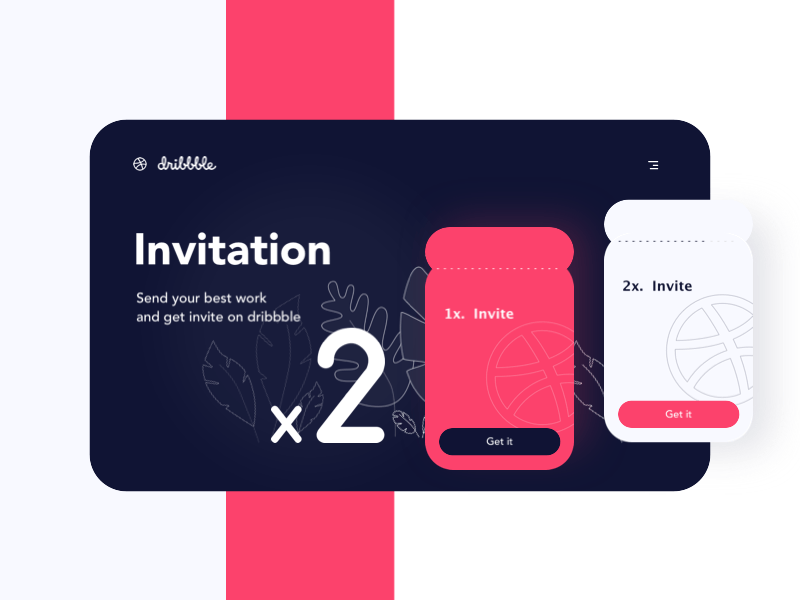 dribbble
Invitation
Send your best work
and get invite on dribbble
x2
1x. Invite
Get it
2x. Invite
Get it